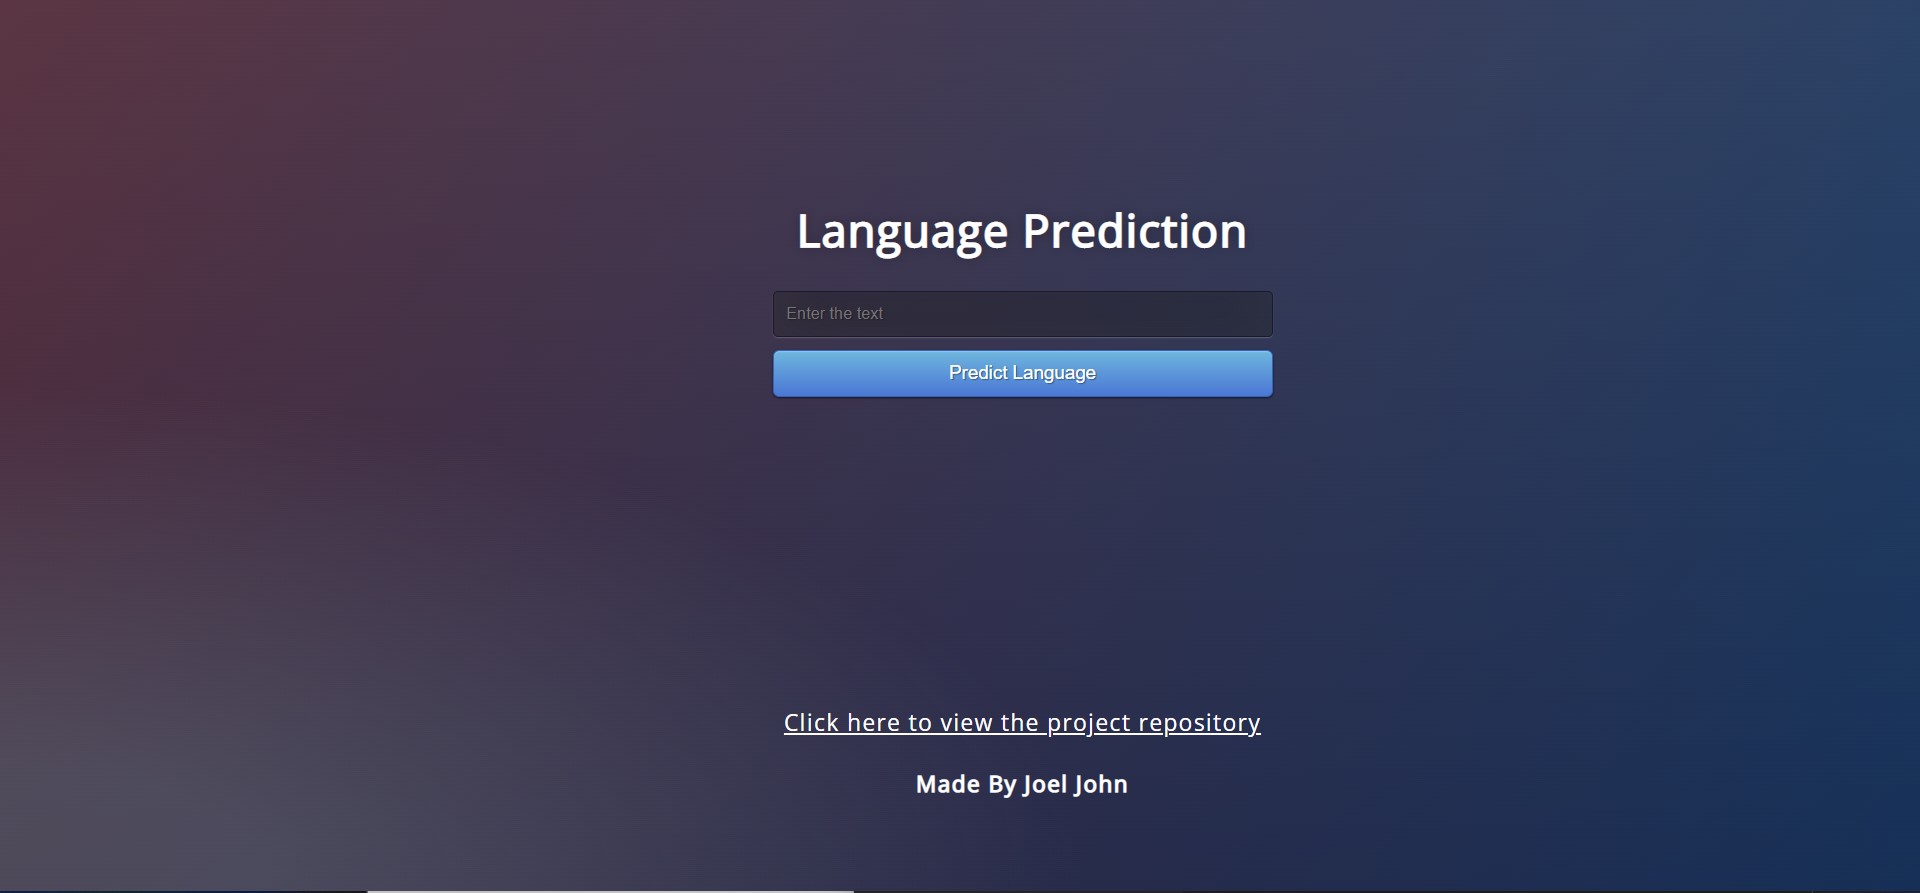 Language Prediction
Enter the text
Predict Language
Click here to view the project repository
Made By Joel John